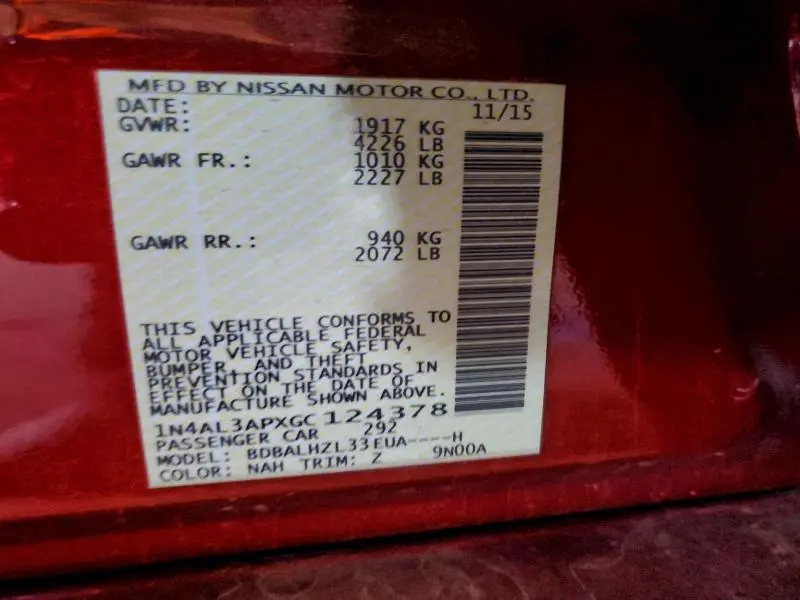 MFD BY NISSAN MOTOR CO., LTD.
DATE: 11/15
GVWR: 1917 KG
4226 LB
GAWR FR.: 1010 KG
2227 LB
GAWR RR.: 940 KG
2072 LB
THIS VEHICLE CONFORMS TO
ALL APPLICABLE FEDERAL
MOTOR VEHICLE SAFETY,
BUMPER, AND THEFT
PREVENTION STANDARDS IN
EFFECT ON THE DATE OF
MANUFACTURE SHOWN ABOVE.
1N4AL3APXGC124378
PASSENGER CAR 292
MODEL: BDBALHZL33EUA----H
COLOR: NAH TRIM: Z 9N00A